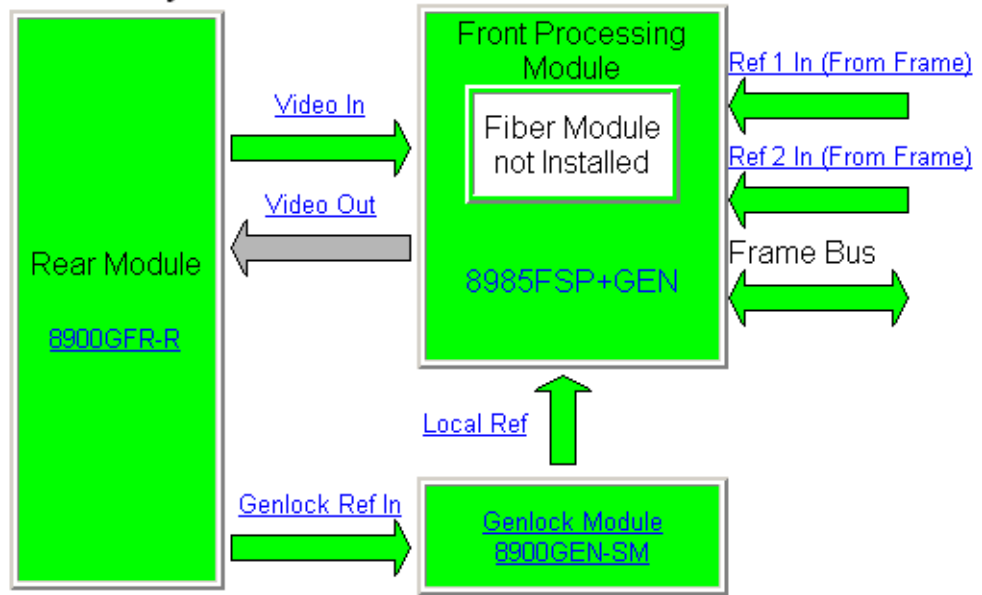 Front Processing
Module
Ref 1 In (From Frame)
Video In
Fiber Module
not Installed
Ref 2 In (From Frame)
Video Out
Frame Bus
Rear Module
8985FSP+GEN
8900GFR-R
Local Ref
Genlock Ref In
Genlock Module
8900GEN-SM